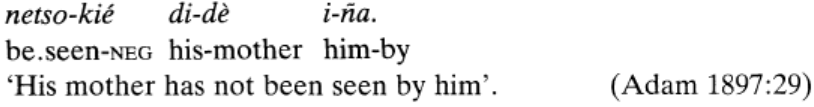 netso-kié di-dè i-ña.
be.seen-NEG his-mother him-by
‘His mother has not been seen by him’. (Adam 1897:29)